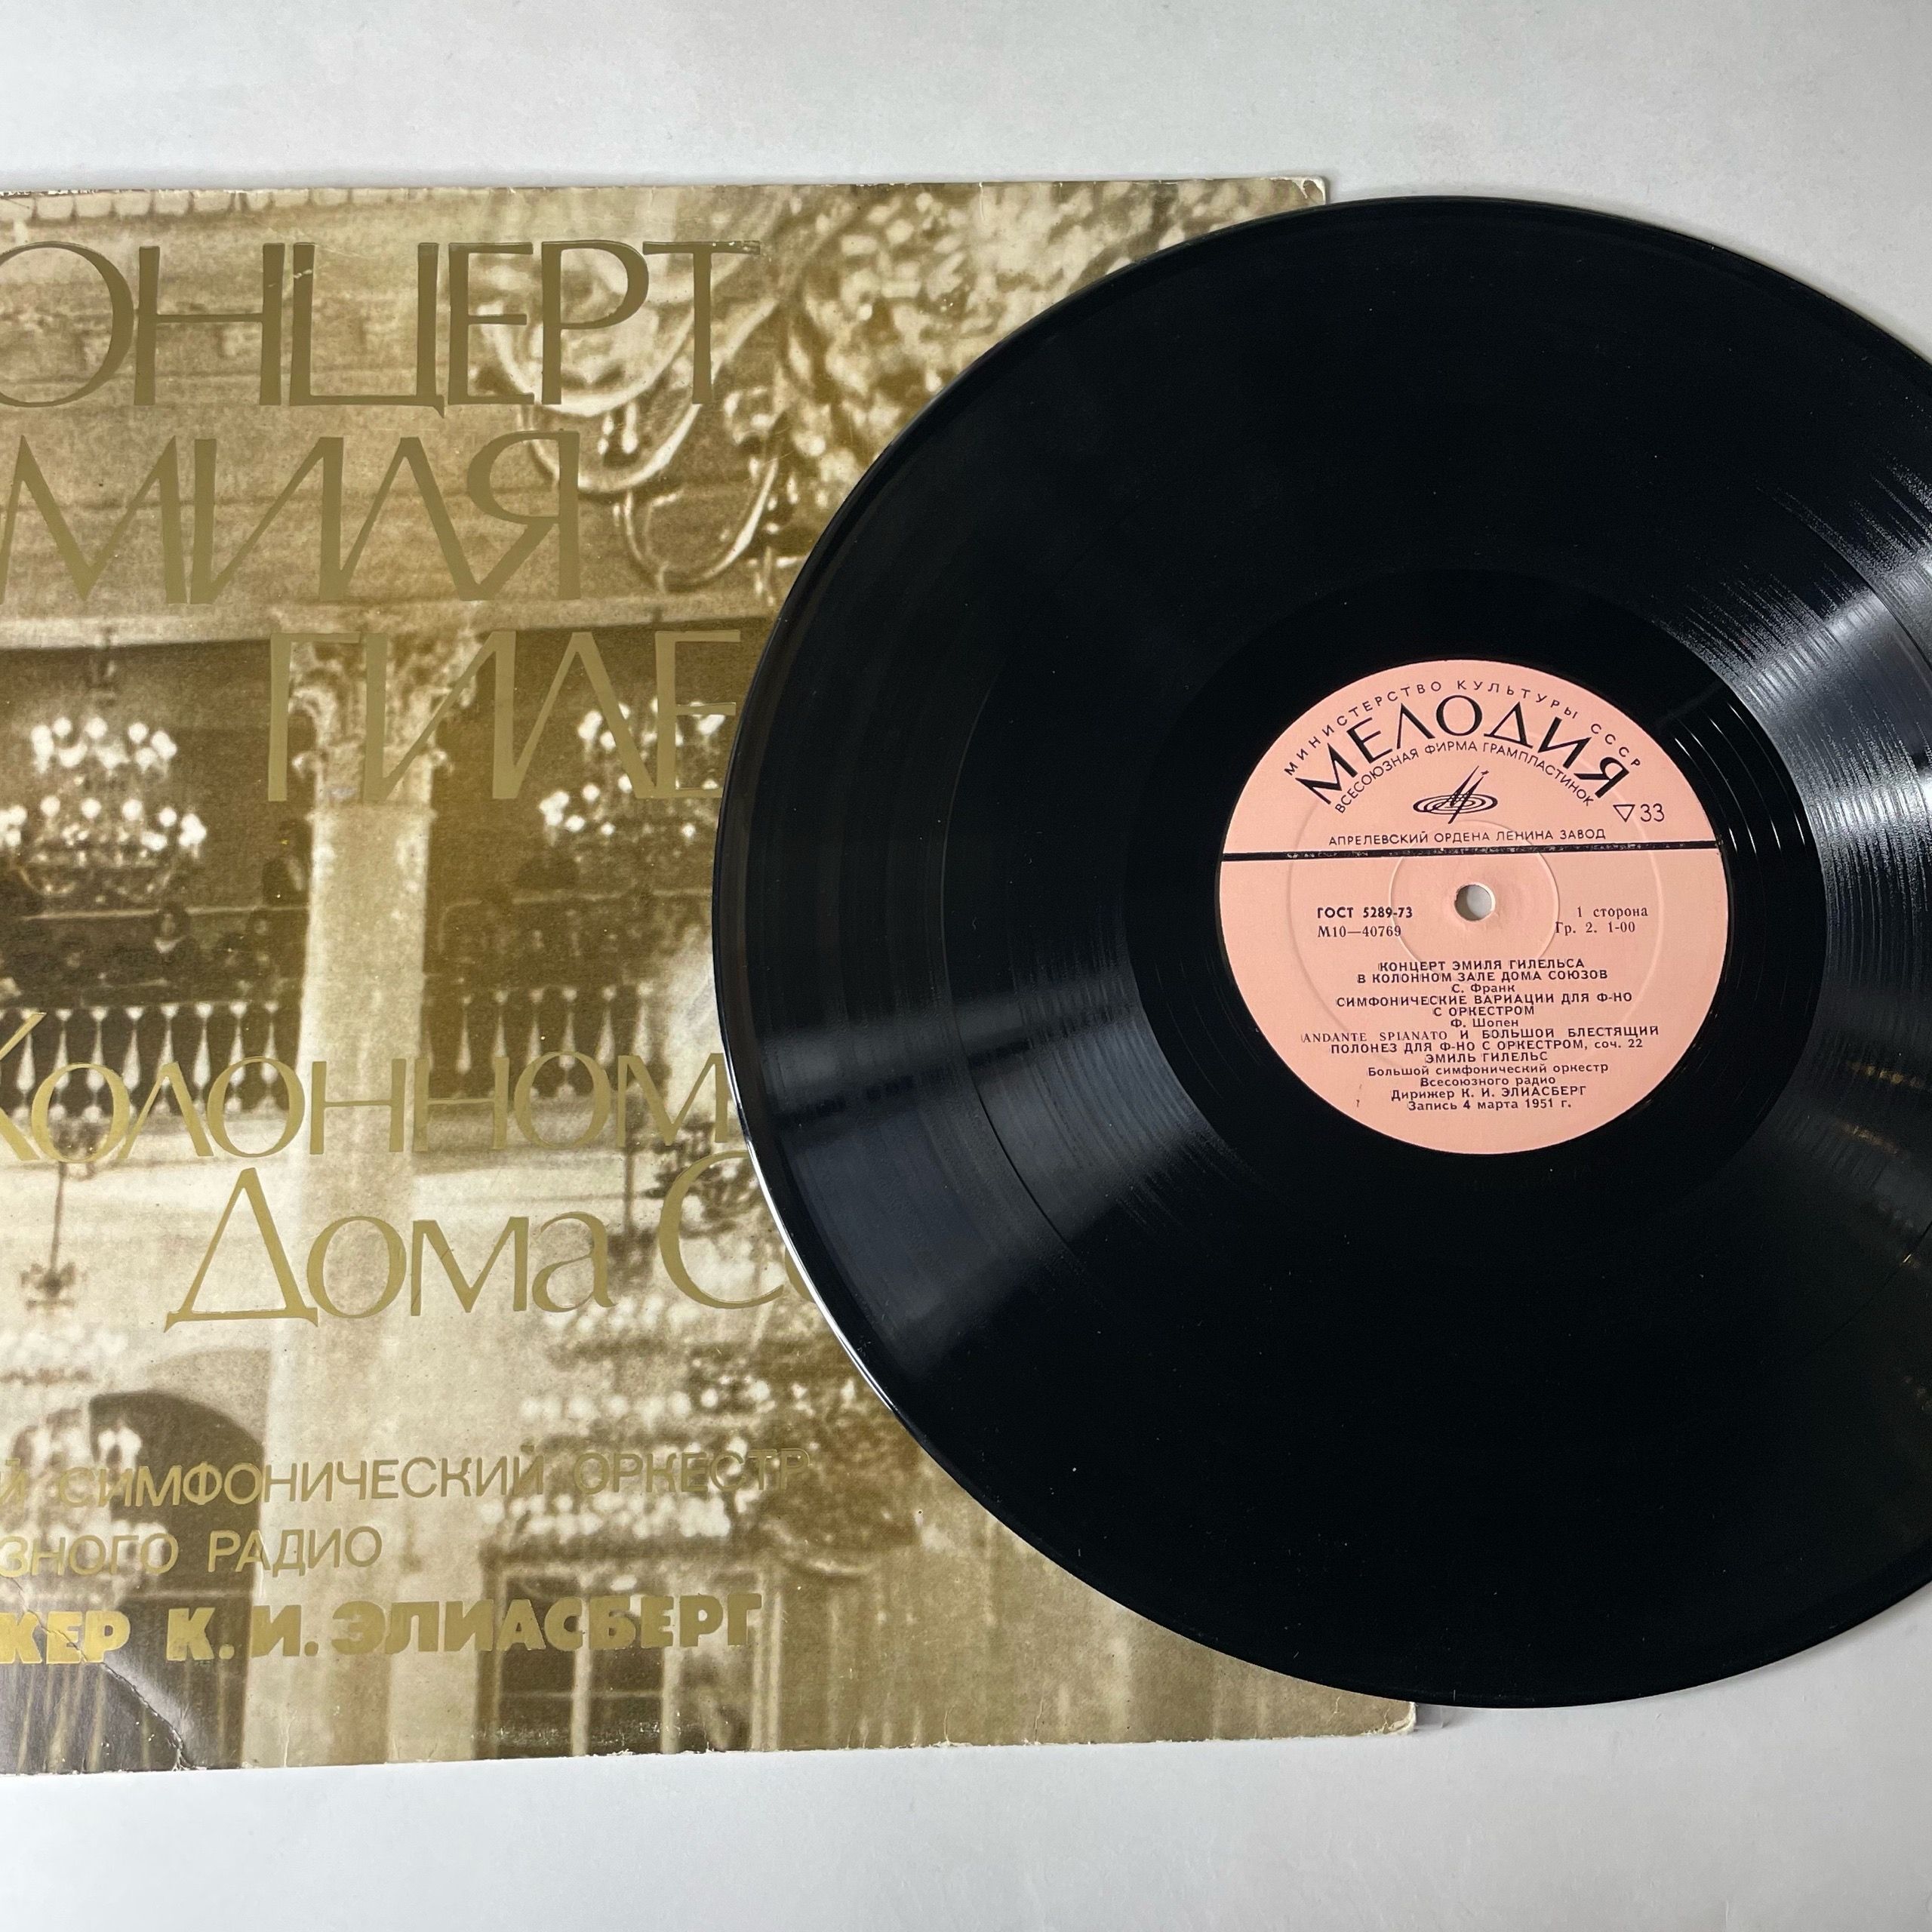 ОНЦЕРТ
МИЛЯ
ГИЛЕ
Колонном
Дома Со
Й СИМФОНИЧЕСКИЙ ОРКЕСТР
ЗНОГО РАДИО
КЕР К. И. ЭЛИАСБЕРГ
МИНИСТЕРСТВО КУЛЬТУРЫ СССР
МЕЛОДИЯ
ВСЕСОЮЗНАЯ ФИРМА ГРАМПЛАСТИНОК
33
АПРЕЛЕВСКИЙ ОРДЕНА ЛЕНИНА ЗАВОД
ГОСТ 5289-73 1 сторона
М10—40769 Гр. 2. 1-00
КОНЦЕРТ ЭМИЛЯ ГИЛЕЛЬСА
В КОЛОННОМ ЗАЛЕ ДОМА СОЮЗОВ
С. Франк
СИМФОНИЧЕСКИЕ ВАРИАЦИИ ДЛЯ Ф-НО
С ОРКЕСТРОМ
Ф. Шопен
ANDANTE SPIANATO И БОЛЬШОЙ БЛЕСТЯЩИЙ
ПОЛОНЕЗ ДЛЯ Ф-НО С ОРКЕСТРОМ, соч. 22
ЭМИЛЬ ГИЛЕЛЬС
Большой симфонический оркестр
Всесоюзного радио
Дирижер К. И. ЭЛИАСБЕРГ
Запись 4 марта 1951 г.